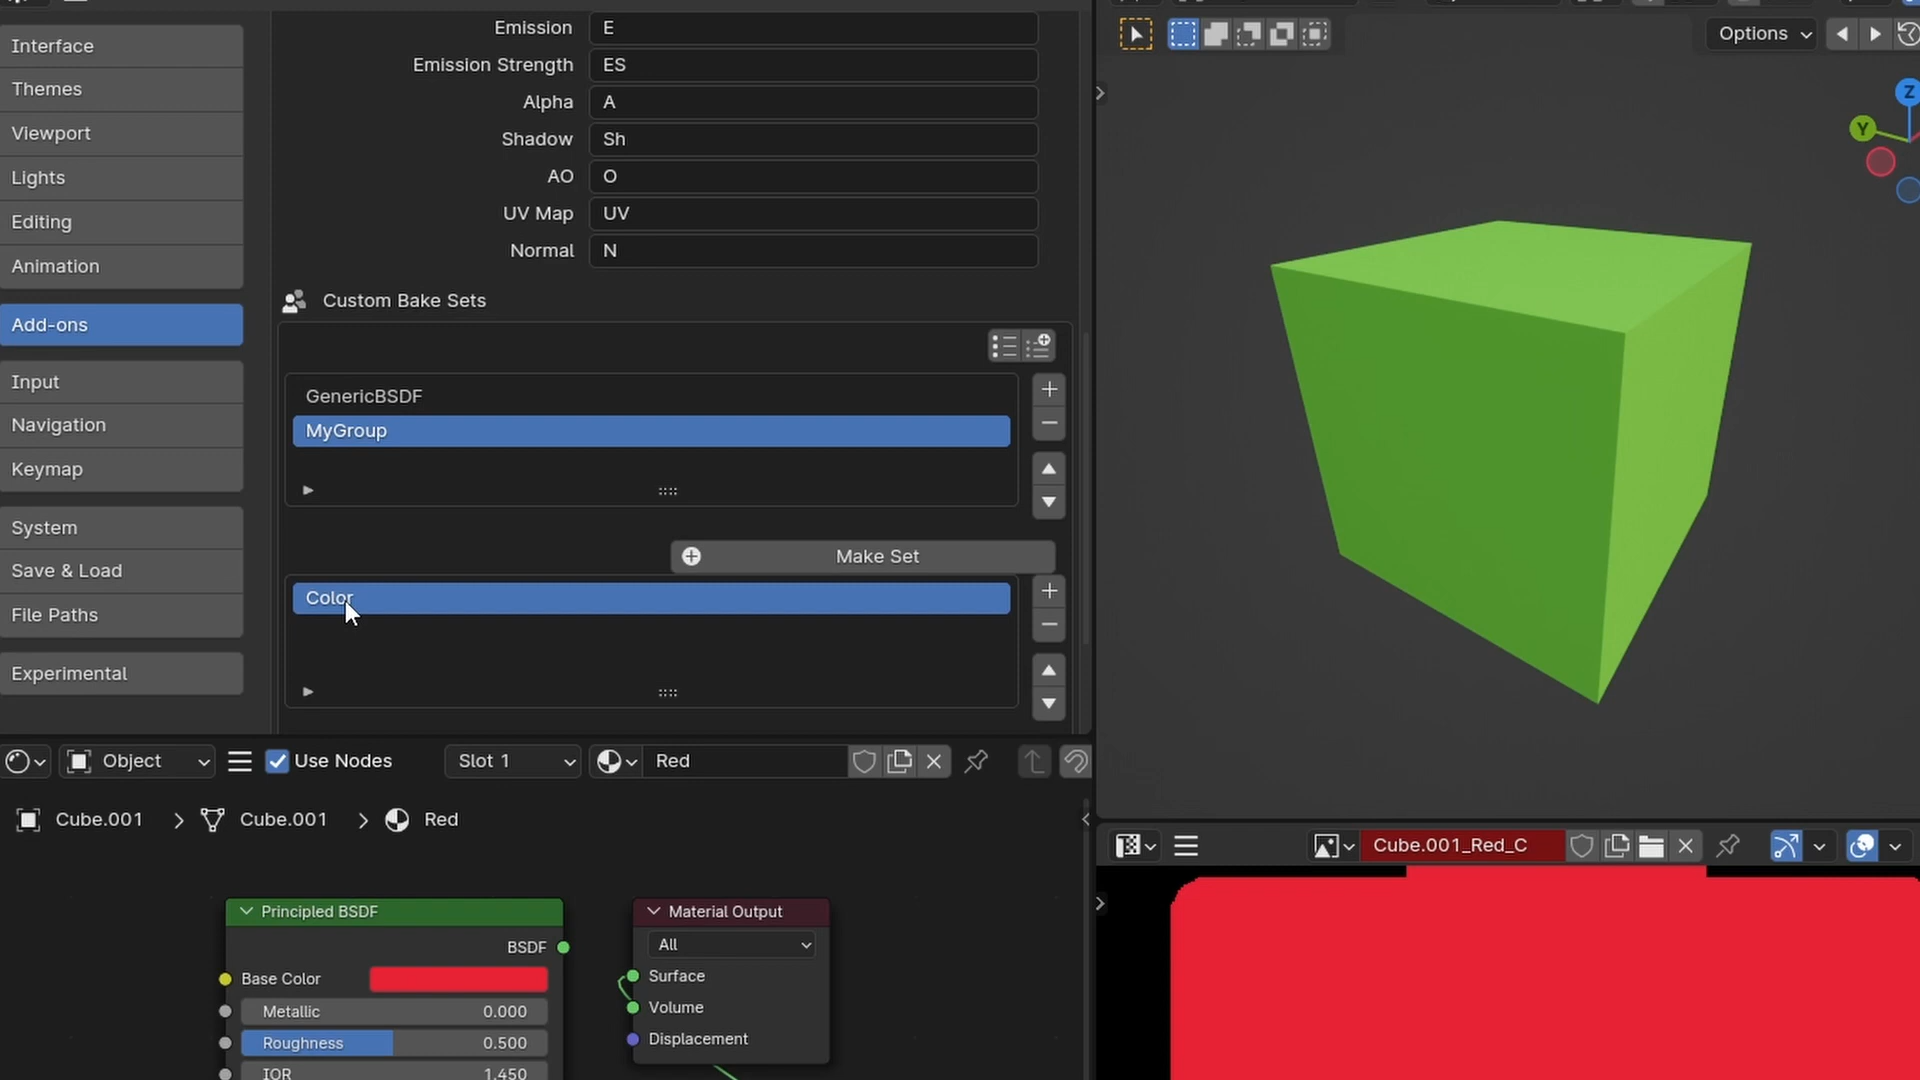 Interface
Themes
Viewport
Lights
Editing
Animation
Add-ons
Input
Navigation
Keymap
System
Save & Load
File Paths
Experimental
Emission E
Emission Strength ES
Alpha A
Shadow Sh
AO O
UV Map UV
Normal N
Custom Bake Sets
GenericBSDF
MyGroup
Make Set
Color
Options
Z
Y
Object Use Nodes Slot 1 Red
Cube.001 Cube.001 Red
Principled BSDF
BSDF
Base Color
Metallic 0.000
Roughness 0.500
IOR 1.450
Material Output
All
Surface
Volume
Displacement
Cube.001_Red_C